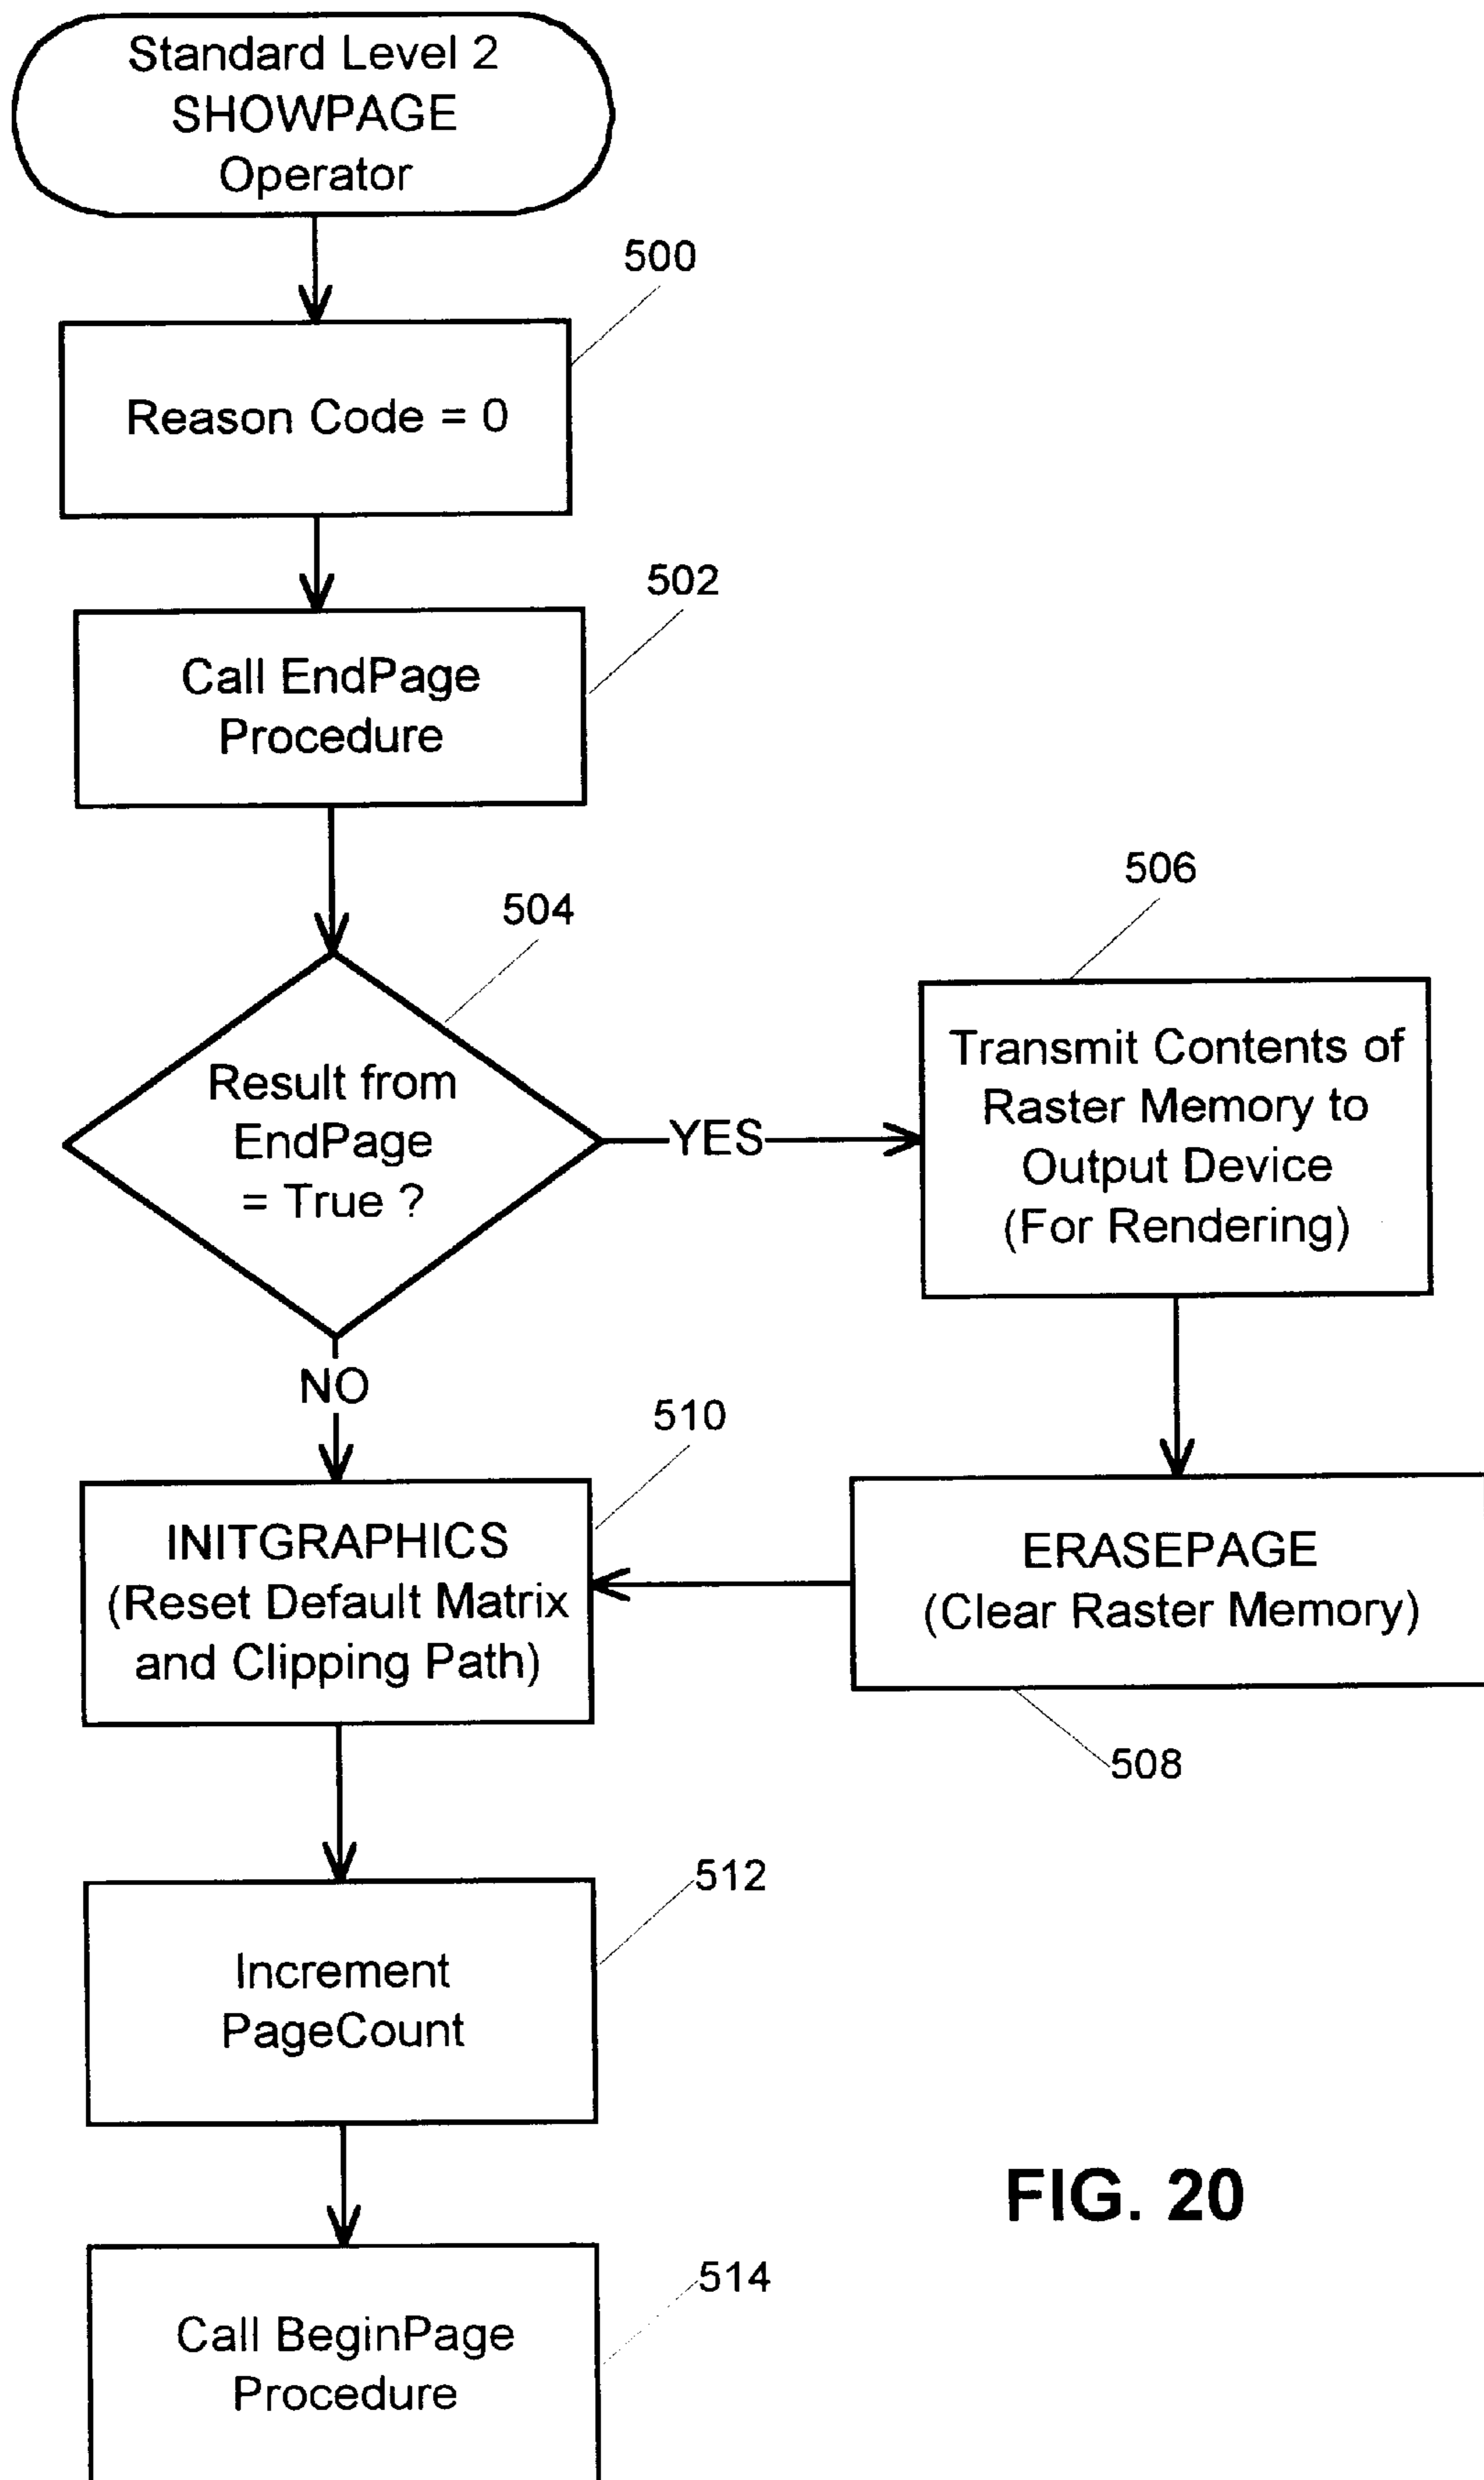 Standard Level 2
SHOWPAGE
Operator
500
Reason Code = 0
502
Call EndPage
Procedure
504
Result from
EndPage
= True ?
YES
506
Transmit Contents of
Raster Memory to
Output Device
(For Rendering)
NO
510
INITGRAPHICS
(Reset Default Matrix
and Clipping Path)
ERASEPAGE
(Clear Raster Memory)
508
512
Increment
PageCount
514
Call BeginPage
Procedure
FIG. 20